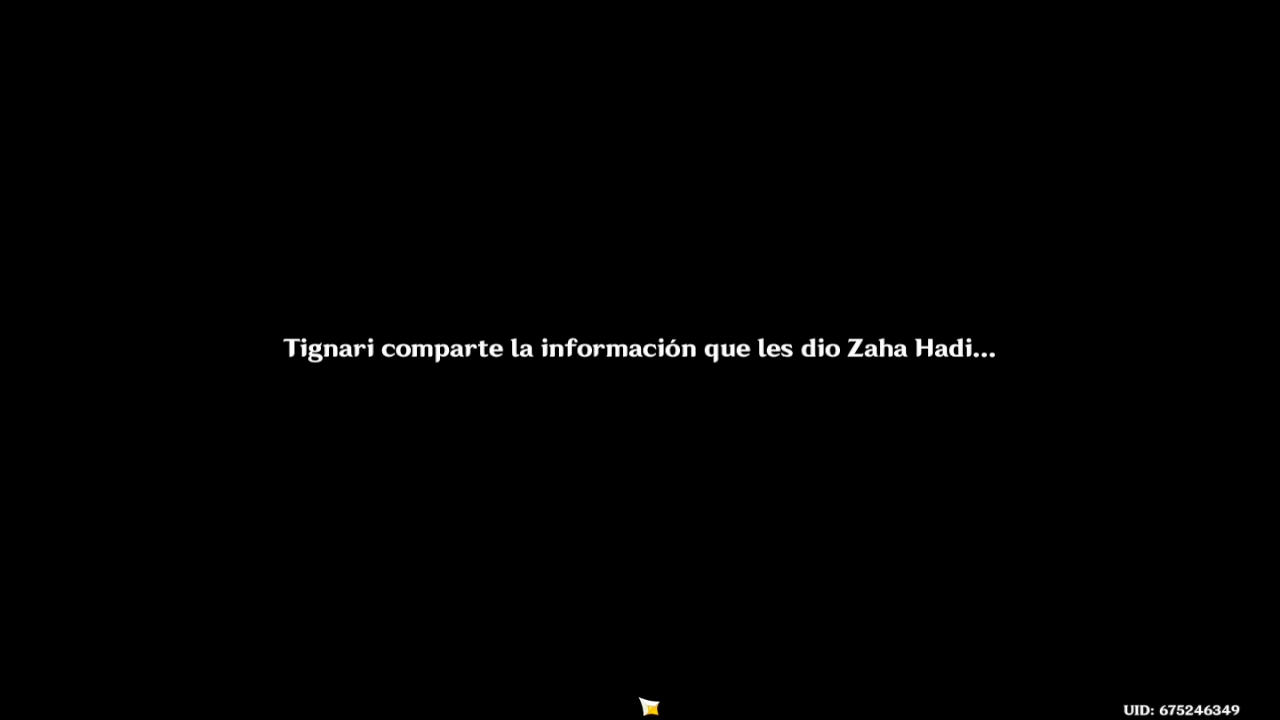 Tignari comparte la información que les dio Zaha Hadi...
UID: 675246349